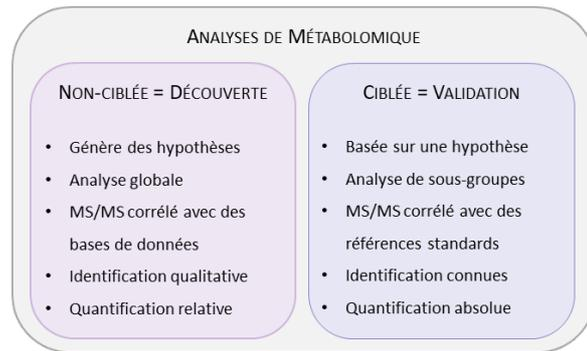 ANALYSES DE MÉTABOLOMIQUE
NON-CIBLÉE = DÉCOUVERTE
• Génère des hypothèses
• Analyse globale
• MS/MS corrélé avec des
bases de données
• Identification qualitative
• Quantification relative
CIBLÉE = VALIDATION
• Basée sur une hypothèse
• Analyse de sous-groupes
• MS/MS corrélé avec des
références standards
• Identification connues
• Quantification absolue